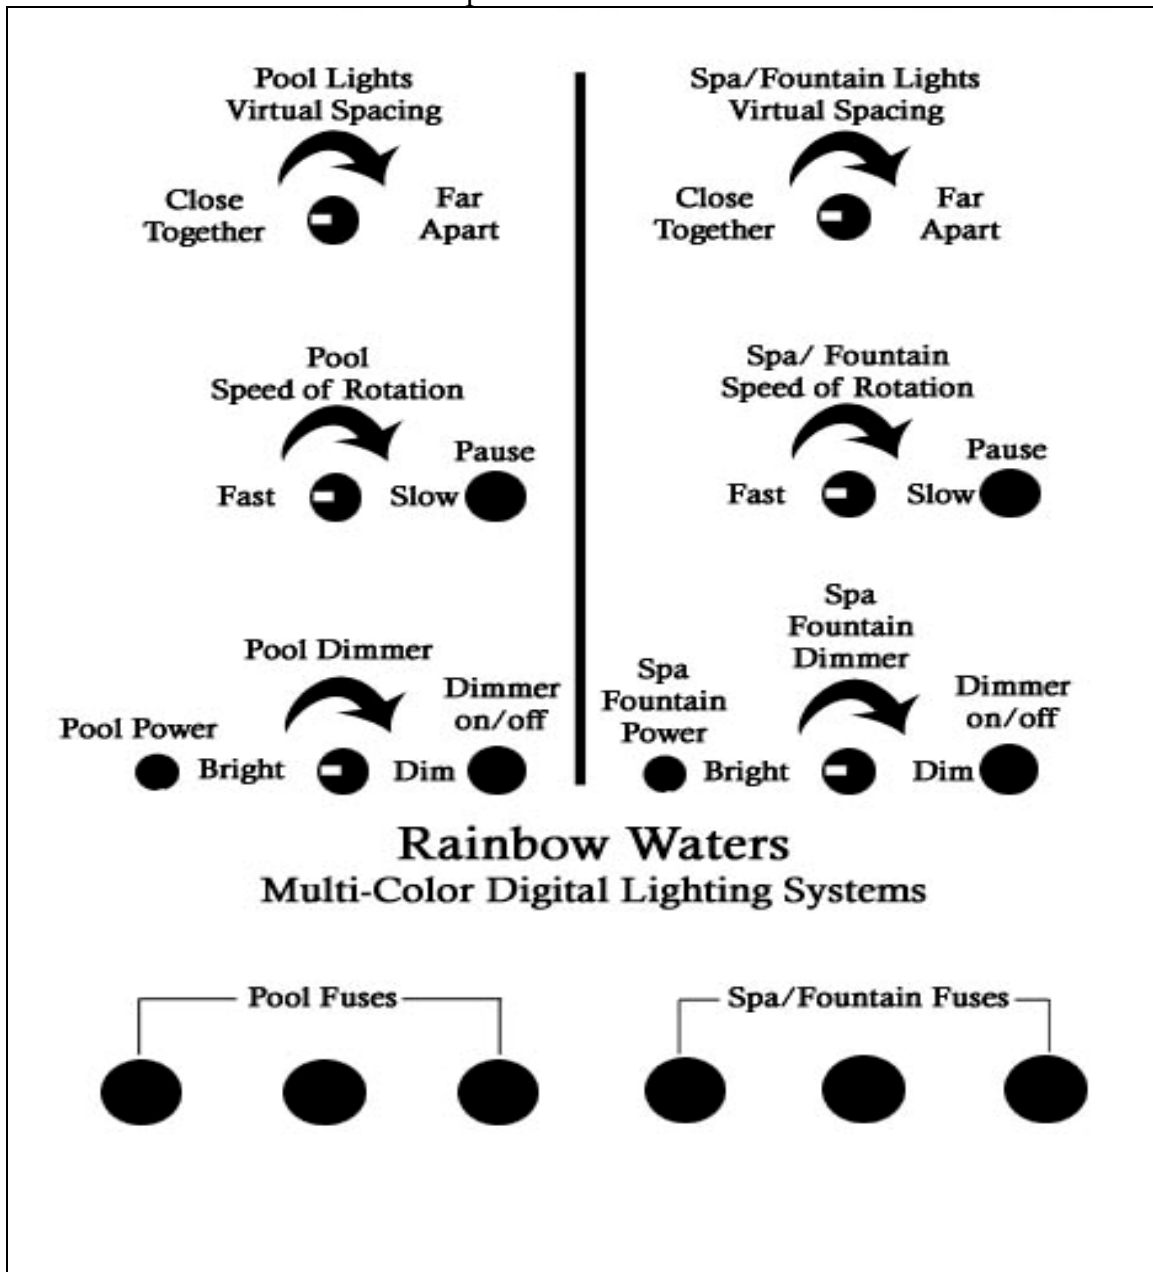 Pool Lights
Virtual Spacing
Close
Together
Far
Apart
Pool
Speed of Rotation
Pause
Fast
Slow
Pool Dimmer
Dimmer
on/off
Pool Power
Bright
Dim
Spa/Fountain Lights
Virtual Spacing
Close
Together
Far
Apart
Spa/ Fountain
Speed of Rotation
Pause
Fast
Slow
Spa
Fountain
Dimmer
Spa
Fountain
Power
Dimmer
on/off
Bright
Dim
Rainbow Waters
Multi-Color Digital Lighting Systems
Pool Fuses
Spa/Fountain Fuses